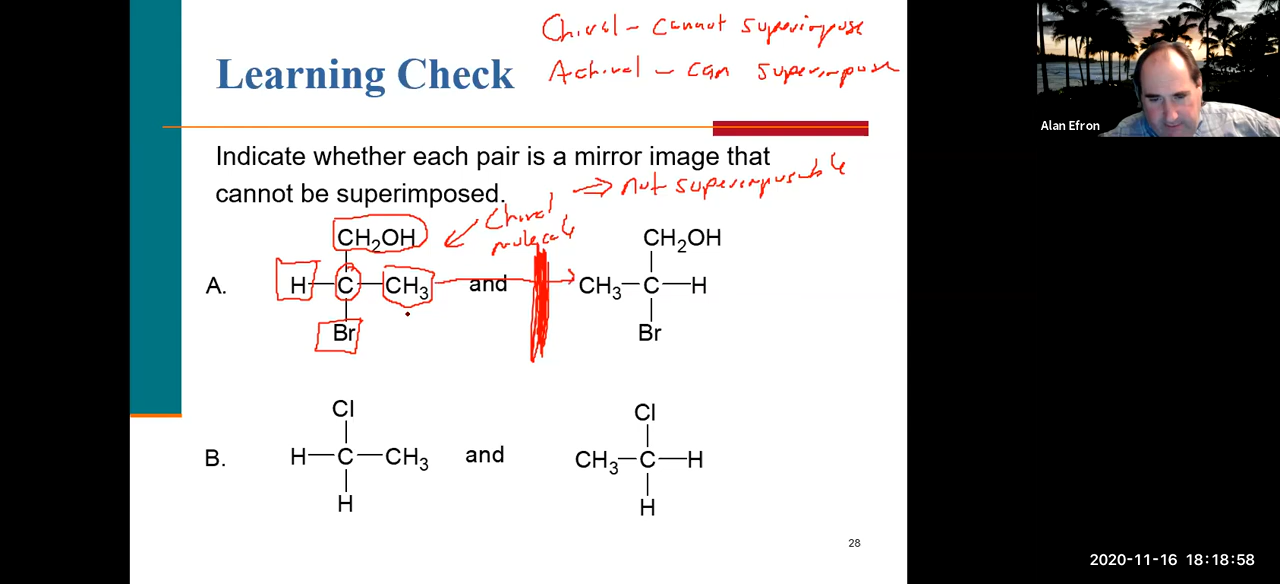 Chiral - cannot superimpose
Achiral - can superimpose
Learning Check
Alan Efron
Indicate whether each pair is a mirror image that
cannot be superimposed.
⇒ not superimposable
Chiral
molecule
CH₂OH
CH₂OH
A.
H—C—CH₃
and
CH₃—C—H
Br
Br
Cl
Cl
B.
H—C—CH₃
and
CH₃—C—H
H
H
28
2020-11-16 18:18:58